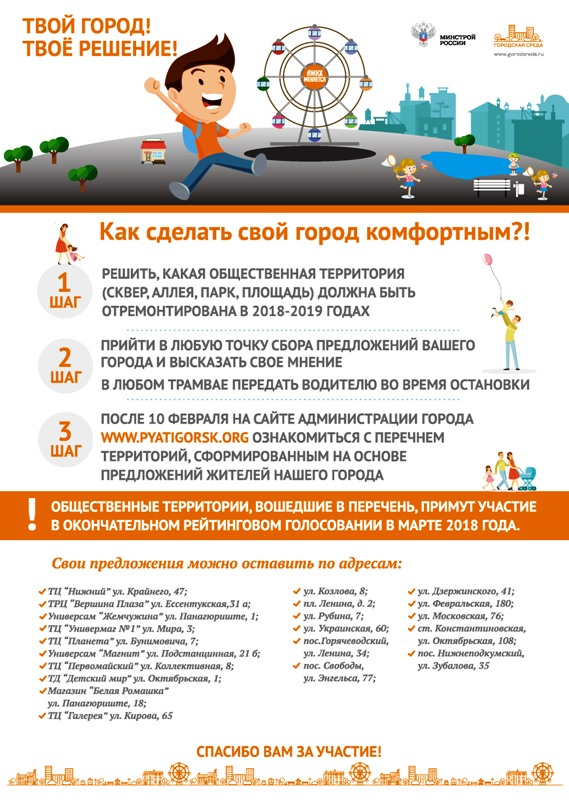 ТВОЙ ГОРОД!
ТВОЁ РЕШЕНИЕ!
МИНСТРОЙ
РОССИИ
ГОРОДСКАЯ СРЕДА
www.gorodsreda.ru
#ЖКХ
МЕНЯЕТСЯ
Как сделать свой город комфортным?!
1
ШАГ
РЕШИТЬ, КАКАЯ ОБЩЕСТВЕННАЯ ТЕРРИТОРИЯ
(СКВЕР, АЛЛЕЯ, ПАРК, ПЛОЩАДЬ) ДОЛЖНА БЫТЬ
ОТРЕМОНТИРОВАНА В 2018-2019 ГОДАХ
2
ШАГ
ПРИЙТИ В ЛЮБУЮ ТОЧКУ СБОРА ПРЕДЛОЖЕНИЙ ВАШЕГО
ГОРОДА И ВЫСКАЗАТЬ СВОЕ МНЕНИЕ
В ЛЮБОМ ТРАМВАЕ ПЕРЕДАТЬ ВОДИТЕЛЮ ВО ВРЕМЯ ОСТАНОВКИ
3
ШАГ
ПОСЛЕ 10 ФЕВРАЛЯ НА САЙТЕ АДМИНИСТРАЦИИ ГОРОДА
WWW.PYATIGORSK.ORG ОЗНАКОМИТЬСЯ С ПЕРЕЧНЕМ
ТЕРРИТОРИЙ, СФОРМИРОВАННЫМ НА ОСНОВЕ
ПРЕДЛОЖЕНИЙ ЖИТЕЛЕЙ НАШЕГО ГОРОДА
! ОБЩЕСТВЕННЫЕ ТЕРРИТОРИИ, ВОШЕДШИЕ В ПЕРЕЧЕНЬ, ПРИМУТ УЧАСТИЕ
В ОКОНЧАТЕЛЬНОМ РЕЙТИНГОВОМ ГОЛОСОВАНИИ В МАРТЕ 2018 ГОДА.
Свои предложения можно оставить по адресам:
ТЦ "Нижний" ул. Крайнего, 47;
ТРЦ "Вершина Плаза" ул. Ессентукская,31 а;
Универсам "Жемчужина" ул. Панагюриште, 1;
ТЦ "Универмаг №1" ул. Мира, 3;
ТЦ "Планета" ул. Бунимовича, 7;
Универсам "Магнит" ул. Подстанционная, 21 б;
ТЦ "Первомайский" ул. Коллективная, 8;
ТД "Детский мир" ул. Октябрьская, 1;
Магазин "Белая Ромашка"
ул. Панагюриште, 18;
ТЦ "Галерея" ул. Кирова, 65
ул. Козлова, 8;
пл. Ленина, д. 2;
ул. Рубина, 7;
ул. Украинская, 60;
пос.Горячеводский,
ул. Ленина, 34;
пос. Свободы,
ул. Энгельса, 77;
ул. Дзержинского, 41;
ул. Февральская, 180;
ул. Московская, 76;
ст. Константиновская,
ул. Октябрьская, 108;
пос. Нижнеподкумский,
ул. Зубалова, 35
СПАСИБО ВАМ ЗА УЧАСТИЕ!